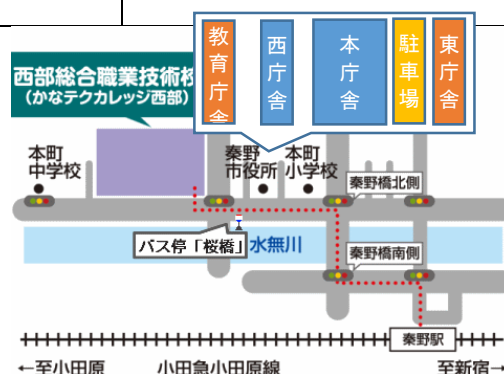 教育庁舎
西庁舎
本庁舎
駐車場
東庁舎
西部総合職業技術校
(かなテクカレッジ西部)
本町
中学校
秦野
市役所
本町
小学校
秦野橋北側
バス停「桜橋」
水無川
秦野橋南側
秦野駅
←至小田原
小田急小田原線
至新宿→